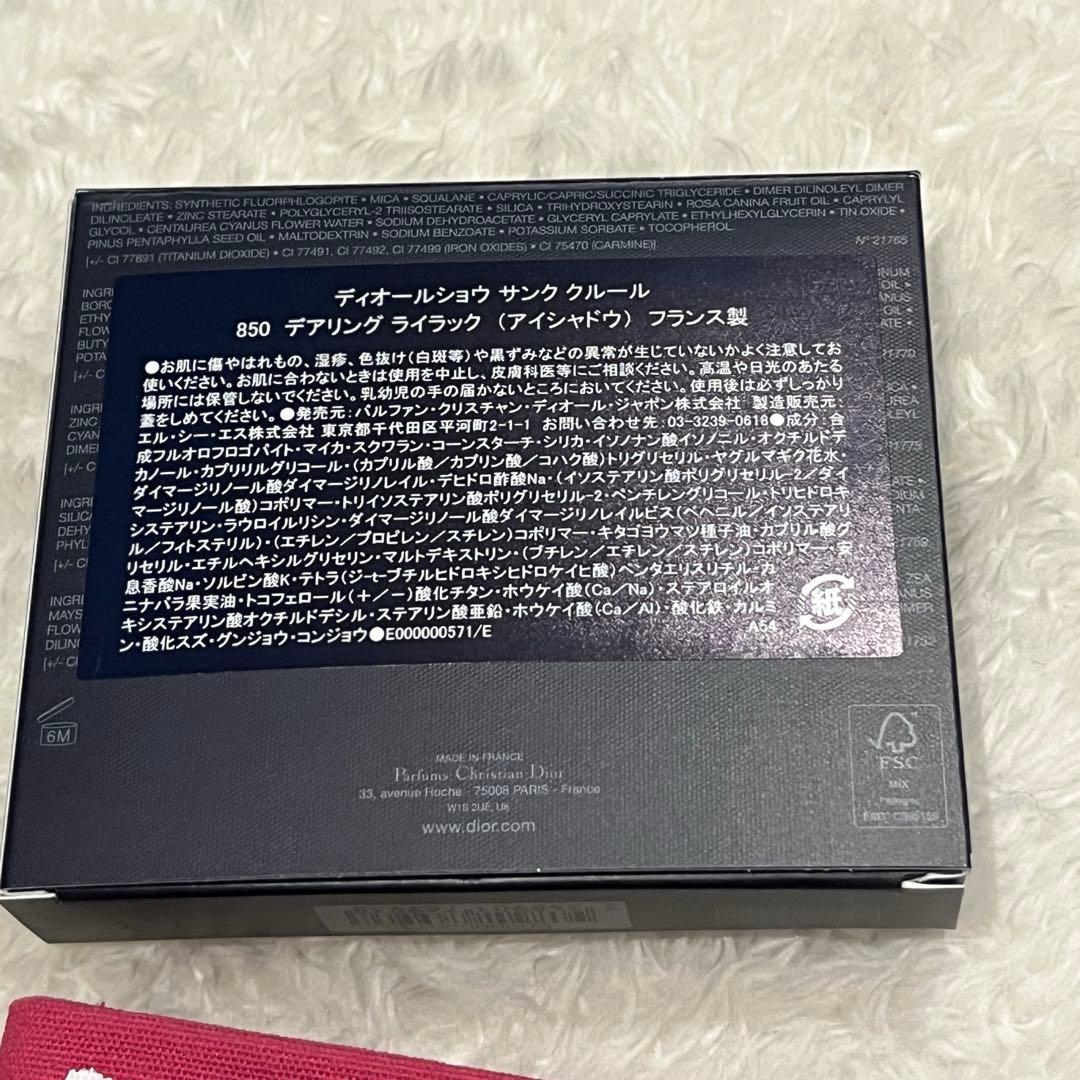 INGREDIENTS: SYNTHETIC FLUORPHLOGOPITE • MICA • SQUALANE • CAPRYLIC/CAPRIC/SUCCINIC TRIGLYCERIDE • DIMER DILINOLEYL DIMER
DILINOLEATE • ZINC STEARATE • POLYGLYCERYL-2 TRIISOSTEARATE • SILICA • TRIHYDROXYSTEARIN • ROSA CANINA FRUIT OIL • CAPRYLYL
GLYCOL • CENTAUREA CYANUS FLOWER WATER • SODIUM DEHYDROACETATE • GLYCERYL CAPRYLATE • ETHYLHEXYLGLYCERIN • TIN OXIDE •
PINUS PENTAPHYLLA SEED OIL • MALTODEXTRIN • SODIUM BENZOATE • POTASSIUM SORBATE • TOCOPHEROL.
[+/- CI 77891 (TITANIUM DIOXIDE) • CI 77491, CI 77492, CI 77499 (IRON OXIDES) • CI 75470 (CARMINE)] N° 21765
ディオールショウ サンク クルール
850 デアリング ライラック （アイシャドウ） フランス製
●お肌に傷やはれもの、湿疹、色抜け(白斑等)や黒ずみなどの異常が生じていないかよく注意してお
使いください。お肌に合わないときは使用を中止し、皮膚科医等にご相談ください。高温や日光のあたる
場所には保管しないでください。乳幼児の手の届かないところにおいてください。使用後は必ずしっかり
蓋をしめてください。●発売元：パルファン・クリスチャン・ディオール・ジャポン株式会社 製造販売元：
エル・シー・エス株式会社 東京都千代田区平河町2-1-1 お問い合わせ先：03-3239-0618●成分：合
成フルオロフロゴパイト・マイカ・スクワラン・コーンスターチ・シリカ・イソノナン酸イソノニル・オクチルドデ
カノール・カプリリルグリコール・(カプリル酸／カプリン酸／コハク酸)トリグリセリル・ヤグルマギク花水・
ダイマージリノール酸ダイマージリノレイル・デヒドロ酢酸Na・(イソステアリン酸ポリグリセリル-2／ダイ
マージリノール酸)コポリマー・トリイソステアリン酸ポリグリセリル-2・ペンチレングリコール・トリヒドロキ
システアリン・ラウロイルリシン・ダイマージリノール酸ダイマージリノレイルビス(ベヘニル／イソステアリ
ル／フィトステリル)・(エチレン／プロピレン／スチレン)コポリマー・キタゴヨウマツ種子油・カプリル酸グ
リセリル・エチルヘキシルグリセリン・マルトデキストリン・(ブチレン／エチレン／スチレン)コポリマー・安
息香酸Na・ソルビン酸K・テトラ(ジ-t-ブチルヒドロキシヒドロケイヒ酸)ペンタエリスリチル・カ
ニナバラ果実油・トコフェロール(＋／－)酸化チタン・ホウケイ酸(Ca／Na)・ステアロイルオ
キシステアリン酸オクチルドデシル・ステアリン酸亜鉛・ホウケイ酸(Ca／Al)・酸化鉄・カルミ
ン・酸化スズ・グンジョウ・コンジョウ●E000000571/E
A54
紙
6M
MADE IN FRANCE
Parfums Christian Dior
33, avenue Hoche - 75008 PARIS - France
W1S 2UE, UK
www.dior.com
FSC
MIX